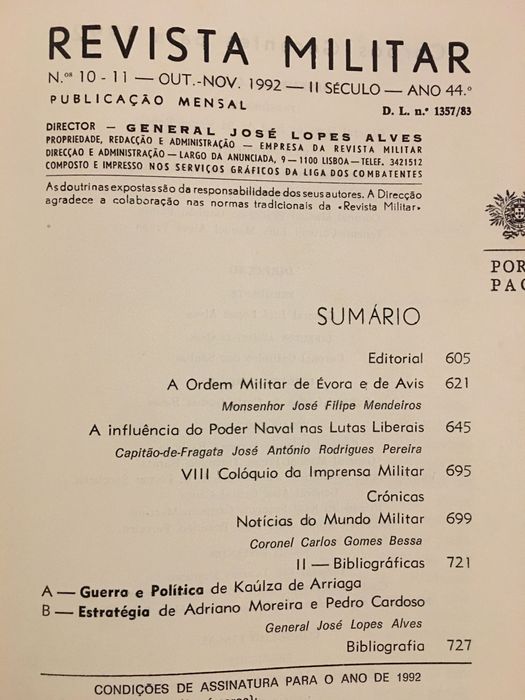 REVISTA MILITAR
N.os 10 - 11 — OUT.-NOV. 1992 — II SÉCULO — ANO 44.º
PUBLICAÇÃO MENSAL
D. L. n.º 1357/83
DIRECTOR — GENERAL JOSÉ LOPES ALVES
PROPRIEDADE, REDACÇÃO E ADMINISTRAÇÃO — EMPRESA DA REVISTA MILITAR
DIRECÇÃO E ADMINISTRAÇÃO — LARGO DA ANUNCIADA, 9 — 1100 LISBOA — TELEF. 3421512
COMPOSTO E IMPRESSO NOS SERVIÇOS GRÁFICOS DA LIGA DOS COMBATENTES
As doutrinas expostas são da responsabilidade dos seus autores. A Direcção
agradece a colaboração nas normas tradicionais da «Revista Militar»
POR
PAG
SUMÁRIO
Editorial 605
A Ordem Militar de Évora e de Avis 621
Monsenhor José Filipe Mendeiros
A influência do Poder Naval nas Lutas Liberais 645
Capitão-de-Fragata José António Rodrigues Pereira
VIII Colóquio da Imprensa Militar 695
Crónicas
Notícias do Mundo Militar 699
Coronel Carlos Gomes Bessa
II — Bibliográficas 721
A — Guerra e Política de Kaúlza de Arriaga
B — Estratégia de Adriano Moreira e Pedro Cardoso
General José Lopes Alves
Bibliografia 727
CONDIÇÕES DE ASSINATURA PARA O ANO DE 1992